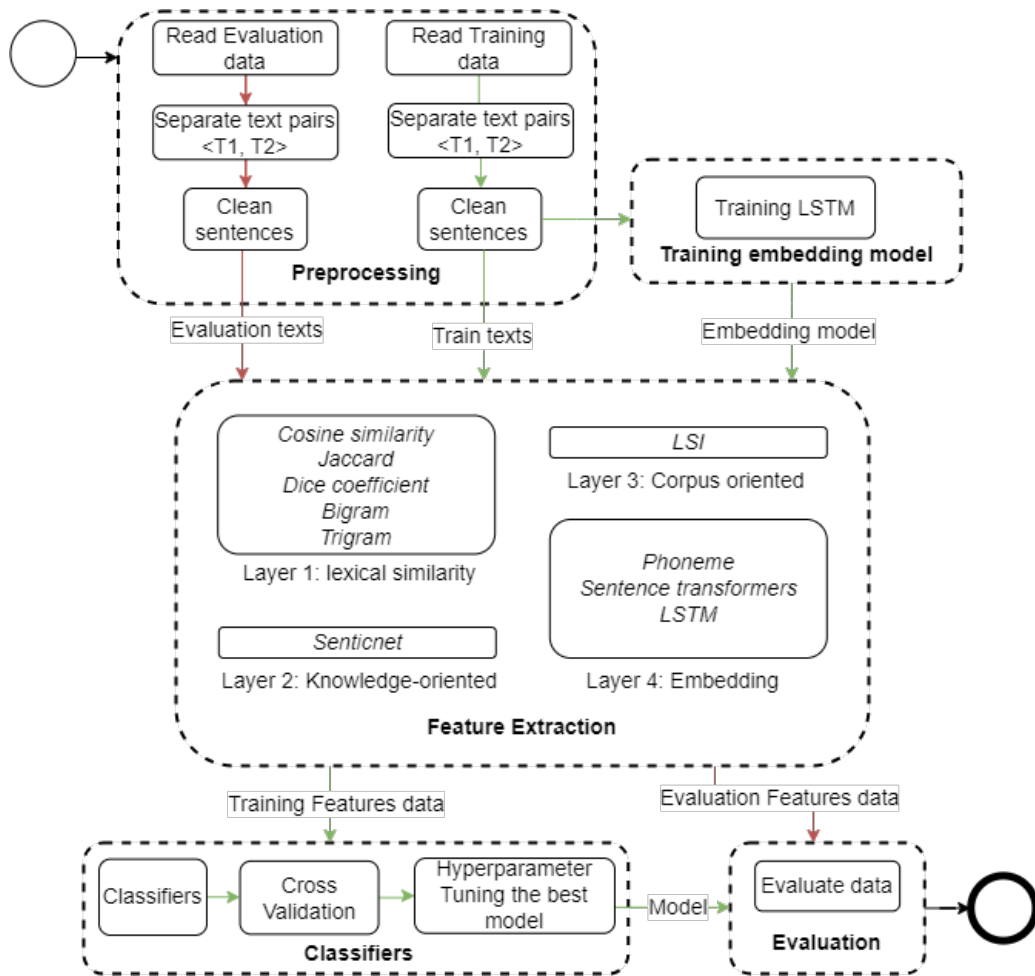 Read Evaluation
data
Read Training
data
Separate text pairs
<T1, T2>
Separate text pairs
<T1, T2>
Clean
sentences
Clean
sentences
Preprocessing
Training LSTM
Training embedding model
Evaluation texts
Train texts
Embedding model
Cosine similarity
Jaccard
Dice coefficient
Bigram
Trigram
Layer 1: lexical similarity
LSI
Layer 3: Corpus oriented
Senticnet
Layer 2: Knowledge-oriented
Phoneme
Sentence transformers
LSTM
Layer 4: Embedding
Feature Extraction
Training Features data
Evaluation Features data
Classifiers
Cross
Validation
Hyperparameter
Tuning the best
model
Classifiers
Model
Evaluate data
Evaluation